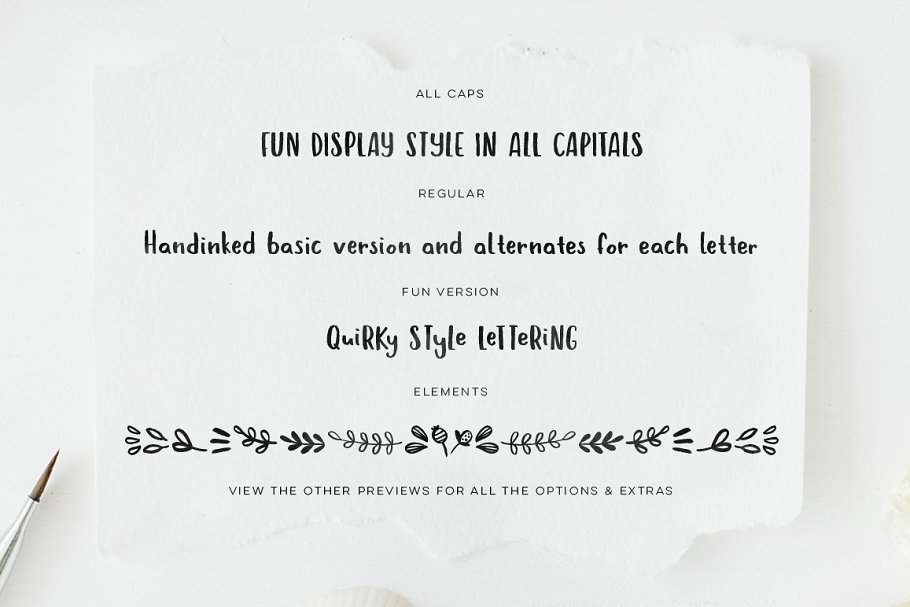 ALL CAPS
FUN DISPLAY STYLE IN ALL CAPITALS
REGULAR
Handinked basic version and alternates for each letter
FUN VERSION
QuiRKy STyLe LeTTeRiNG
ELEMENTS
VIEW THE OTHER PREVIEWS FOR ALL THE OPTIONS & EXTRAS